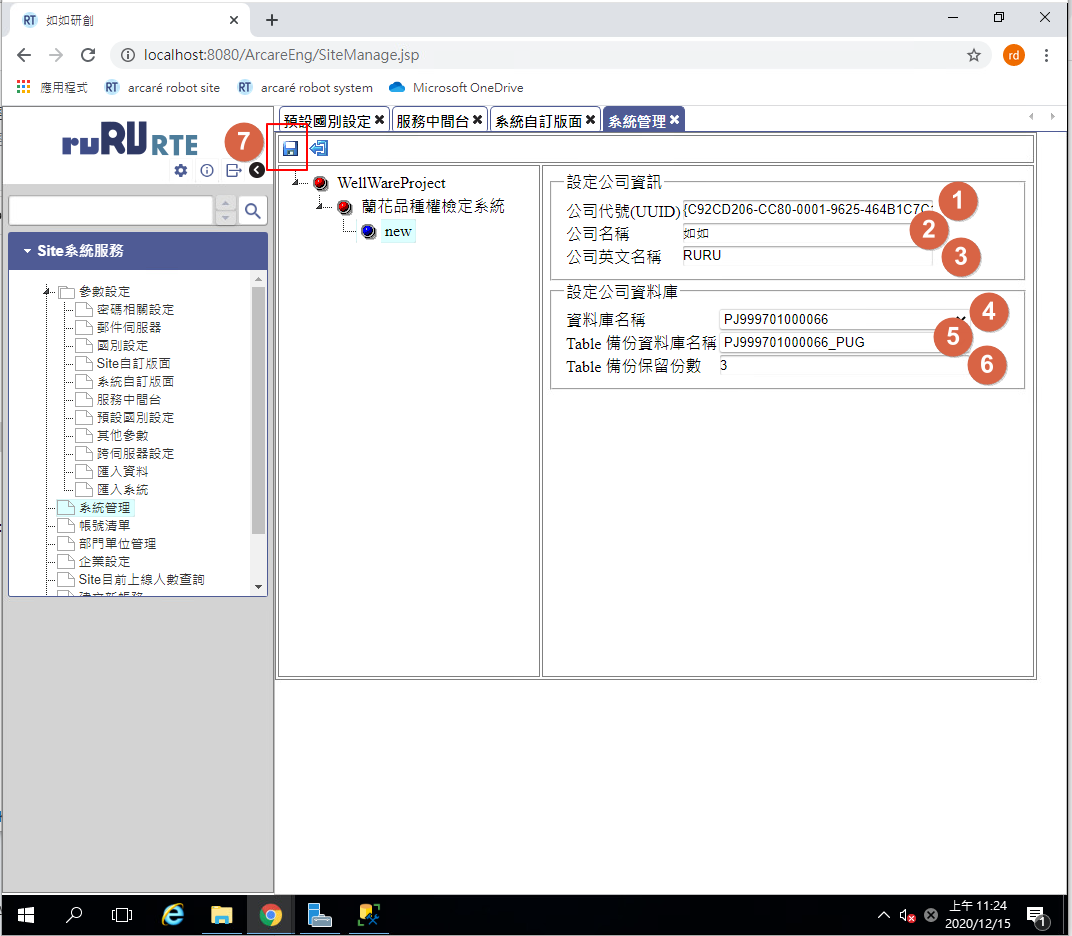 RT 如如研創
localhost:8080/ArcareEng/SiteManage.jsp
rd
應用程式 RT arcaré robot site RT arcaré robot system Microsoft OneDrive
預設國別設定 服務中間台 系統自訂版面 系統管理
ruRU RTE
7
Site系統服務
參數設定
密碼相關設定
郵件伺服器
國別設定
Site自訂版面
系統自訂版面
服務中間台
預設國別設定
其他參數
跨伺服器設定
匯入資料
匯入系統
系統管理
帳號清單
部門單位管理
企業設定
Site目前上線人數查詢
WellWareProject
蘭花品種權檢定系統
new
設定公司資訊
公司代號(UUID) {C92CD206-CC80-0001-9625-464B1C7C 1
公司名稱 如如 2
公司英文名稱 RURU 3
設定公司資料庫
資料庫名稱 PJ999701000066 4
Table 備份資料庫名稱 PJ999701000066_PUG 5
Table 備份保留份數 3 6
上午 11:24
2020/12/15
1